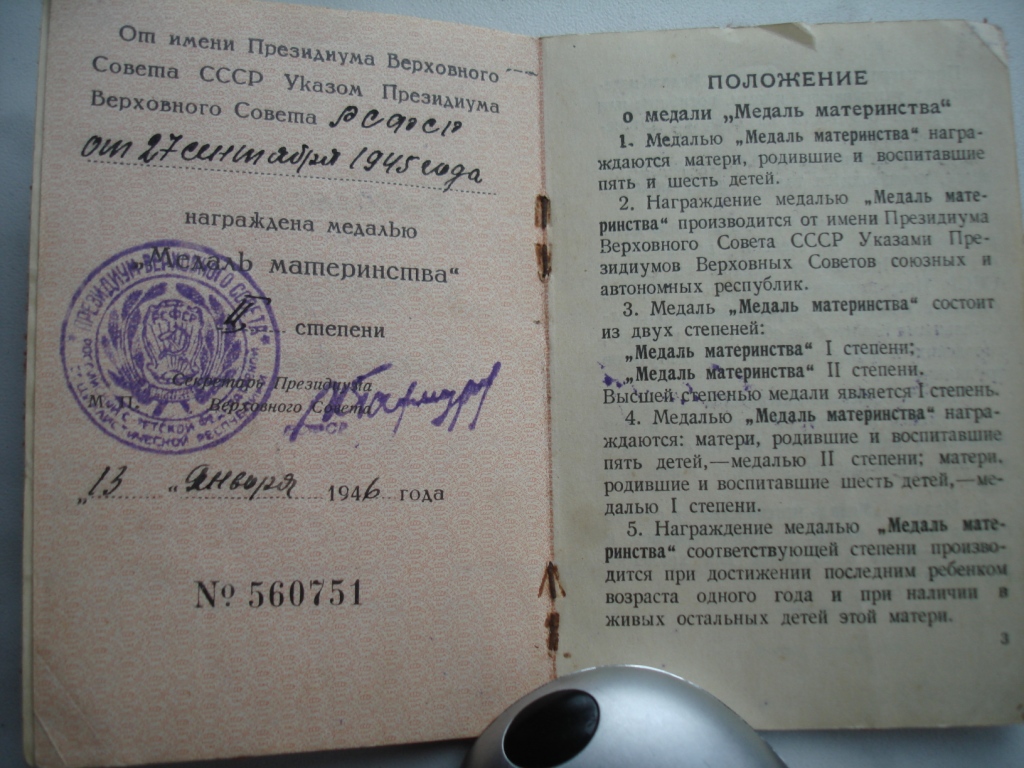 От имени Президиума Верховного
Совета СССР Указом Президиума
Верховного Совета РСФСР
от 27 сентября 1945 года
награждена медалью
„Медаль материнства“
II степени
Секретарь Президиума
М. П. Верховного Совета
РСФСР
„13 „ января 1946 года
№ 560751
ПРЕЗИДИУМ ВЕРХОВНОГО СОВЕТА
РСФСР
ПОЛОЖЕНИЕ
о медали „Медаль материнства“
1. Медалью „Медаль материнства“ награ-
ждаются матери, родившие и воспитавшие
пять и шесть детей.
2. Награждение медалью „Медаль мате-
ринства“ производится от имени Президиума
Верховного Совета СССР Указами Пре-
зидиумов Верховных Советов союзных и
автономных республик.
3. Медаль „Медаль материнства“ состоит
из двух степеней:
„Медаль материнства“ I степени;
„Медаль материнства“ II степени.
Высшей степенью медали является I степень.
4. Медалью „Медаль материнства“ награ-
ждаются: матери, родившие и воспитавшие
пять детей,—медалью II степени; матери,
родившие и воспитавшие шесть детей,—ме-
далью I степени.
5. Награждение медалью „Медаль мате-
ринства“ соответствующей степени произво-
дится при достижении последним ребенком
возраста одного года и при наличии в
живых остальных детей этой матери.
3